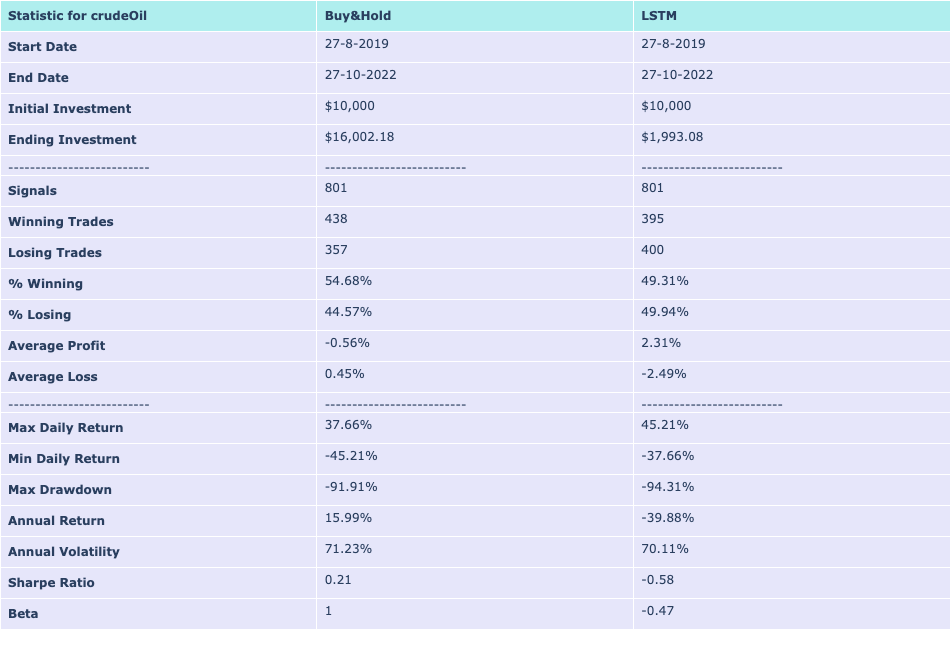 Statistic for crudeOil Buy&Hold LSTM
Start Date 27-8-2019 27-8-2019
End Date 27-10-2022 27-10-2022
Initial Investment $10,000 $10,000
Ending Investment $16,002.18 $1,993.08
-------------------------- -------------------------- --------------------------
Signals 801 801
Winning Trades 438 395
Losing Trades 357 400
% Winning 54.68% 49.31%
% Losing 44.57% 49.94%
Average Profit -0.56% 2.31%
Average Loss 0.45% -2.49%
-------------------------- -------------------------- --------------------------
Max Daily Return 37.66% 45.21%
Min Daily Return -45.21% -37.66%
Max Drawdown -91.91% -94.31%
Annual Return 15.99% -39.88%
Annual Volatility 71.23% 70.11%
Sharpe Ratio 0.21 -0.58
Beta 1 -0.47